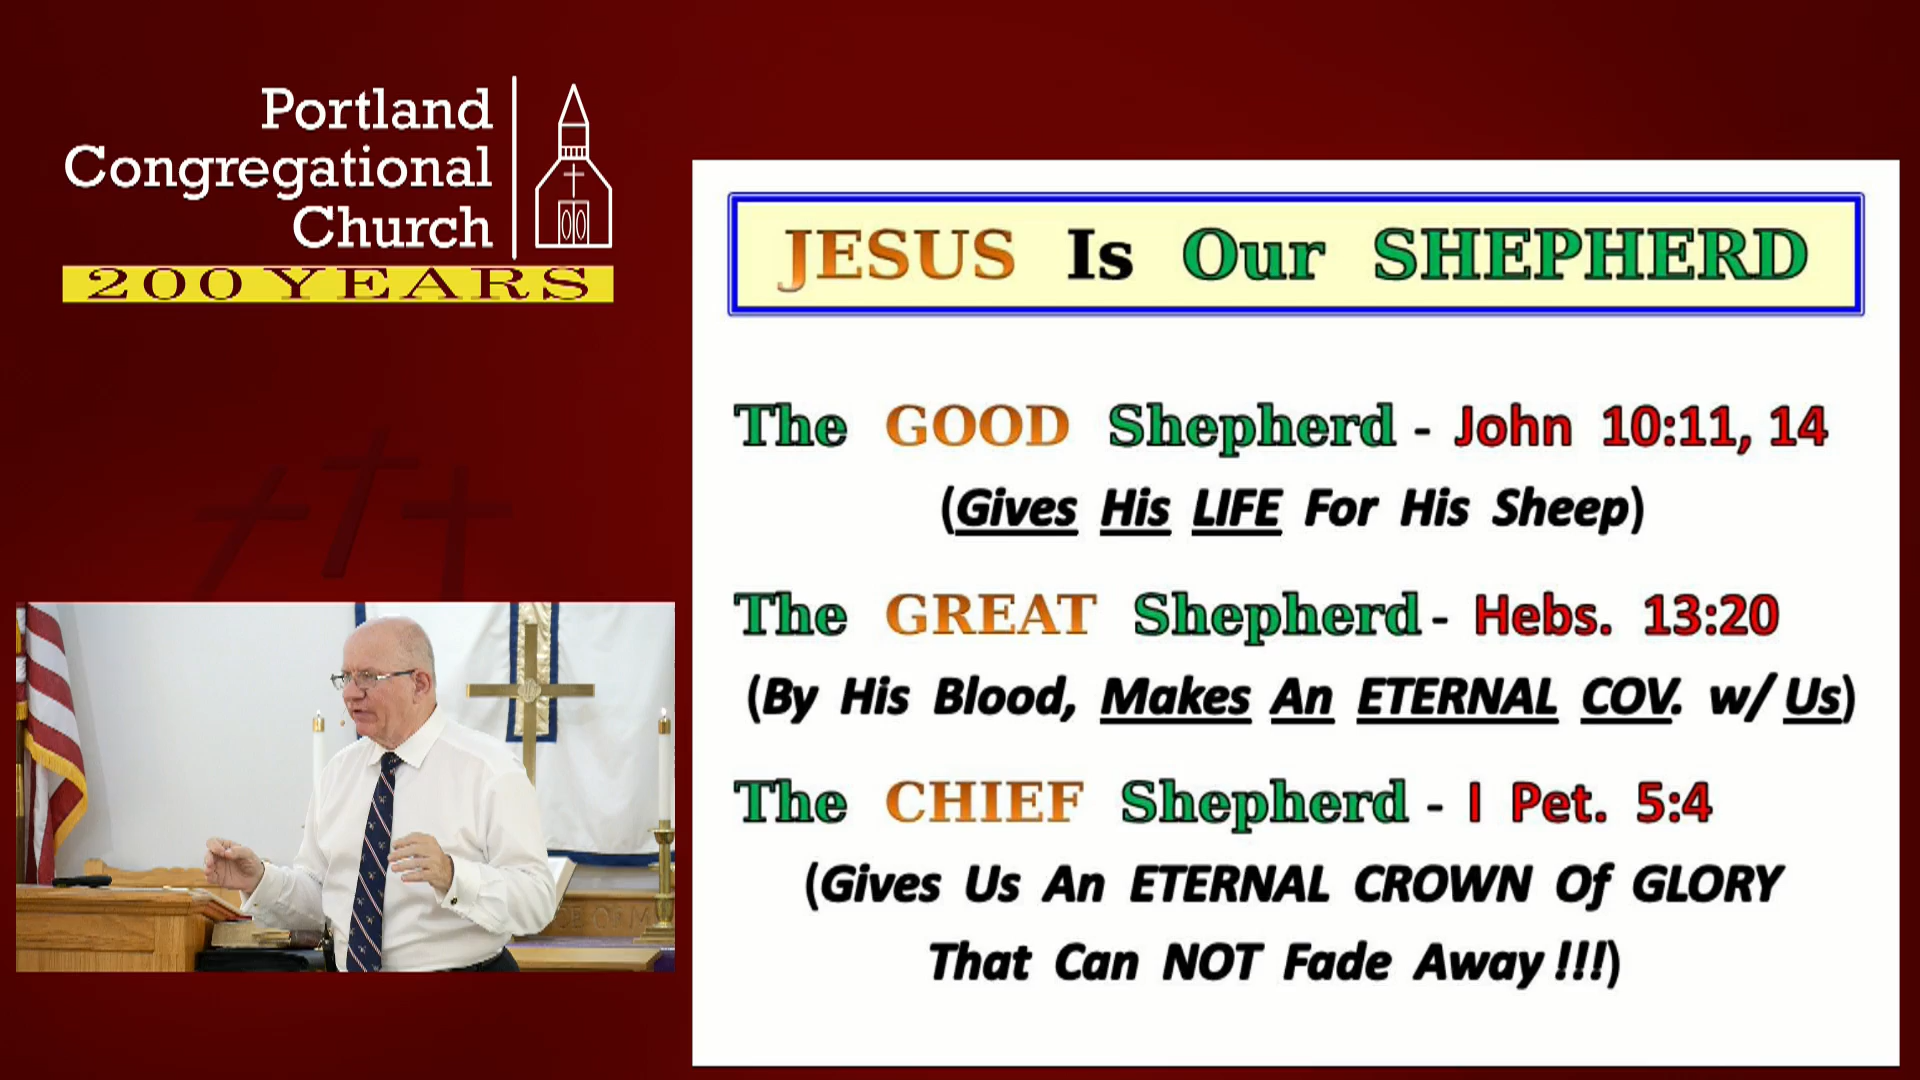 Portland
Congregational
Church
200 YEARS
JESUS Is Our SHEPHERD
The GOOD Shepherd - John 10:11, 14
(Gives His LIFE For His Sheep)
The GREAT Shepherd - Hebs. 13:20
(By His Blood, Makes An ETERNAL COV. w/ Us)
The CHIEF Shepherd - I Pet. 5:4
(Gives Us An ETERNAL CROWN Of GLORY
That Can NOT Fade Away !!!)